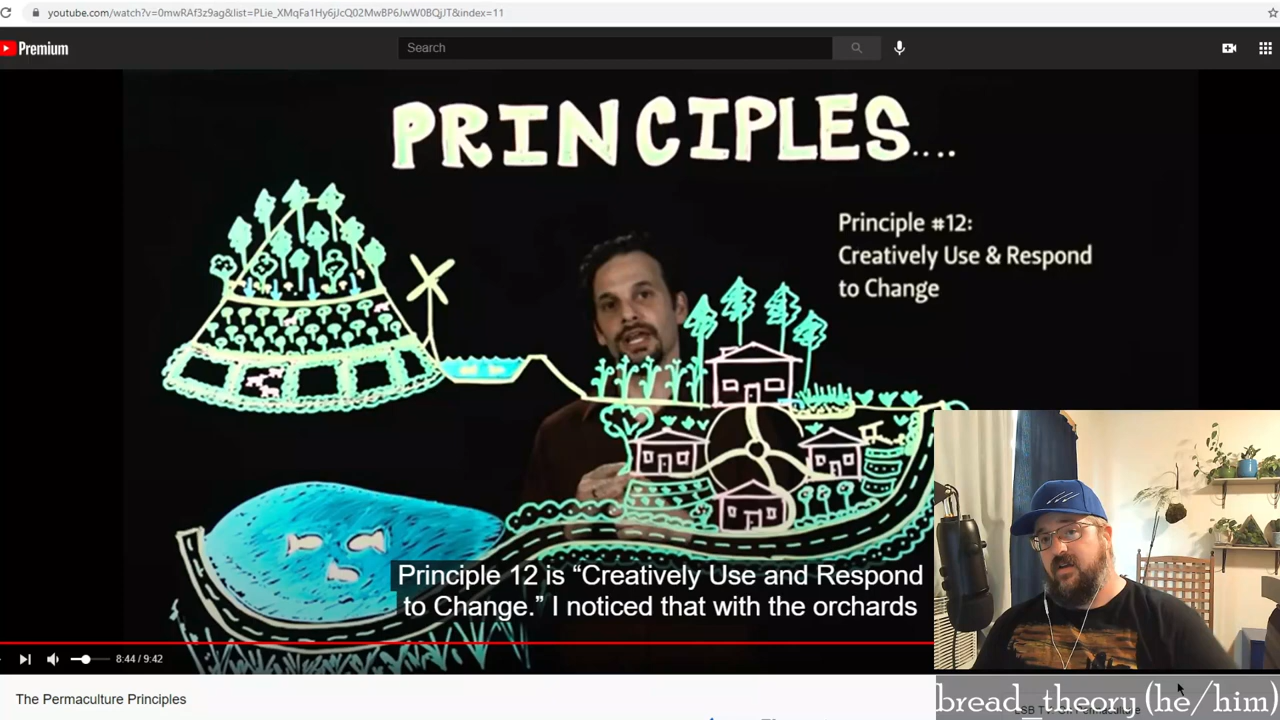 youtube.com/watch?v=0mwRAf3z9ag&list=PLie_XMqFa1Hy6jJcQ02MwBP6JwW0BQjJT&index=11
Premium
Search
PRINCIPLES....
Principle #12:
Creatively Use & Respond
to Change
Principle 12 is “Creatively Use and Respond
to Change.” I noticed that with the orchards
8:44 / 9:42
The Permaculture Principles
bread_theory (he/him)